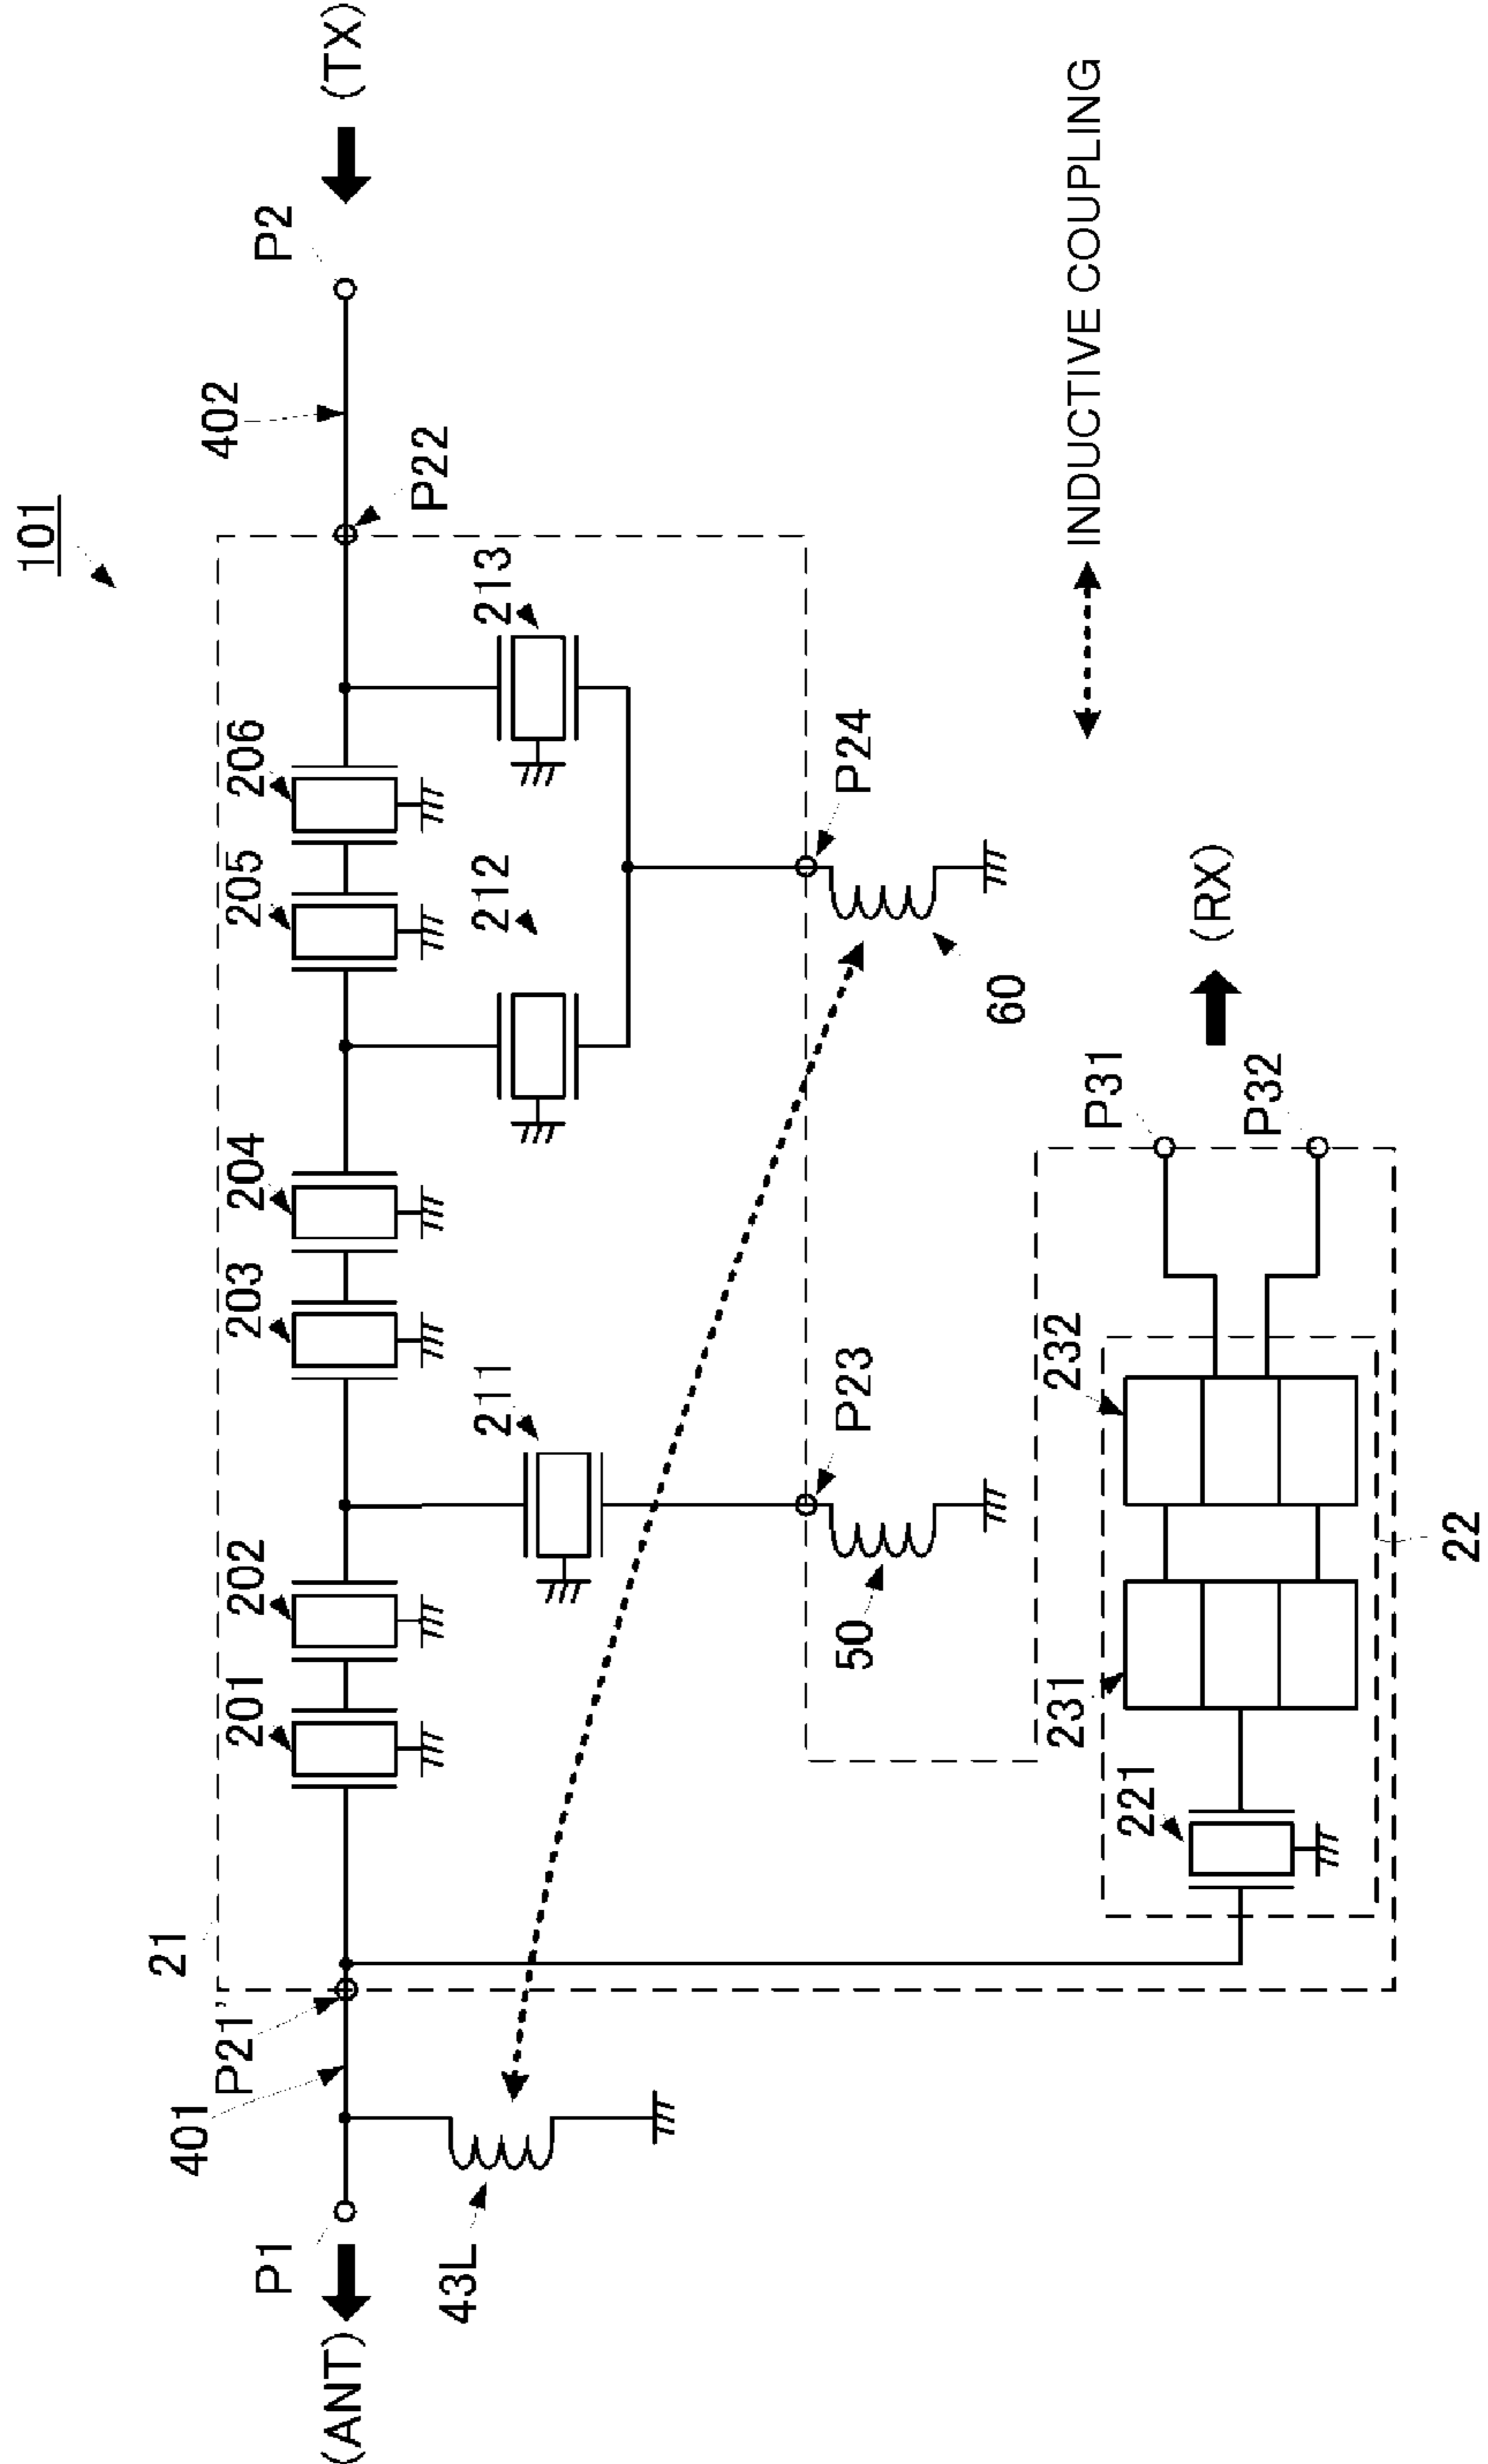 101
(ANT)
P1
401
P21'
21
201
202
203
204
205
206
402
P2
(TX)
P22
43L
211
212
213
50
P23
P24
60
INDUCTIVE COUPLING
221
231
232
P31
P32
(RX)
22